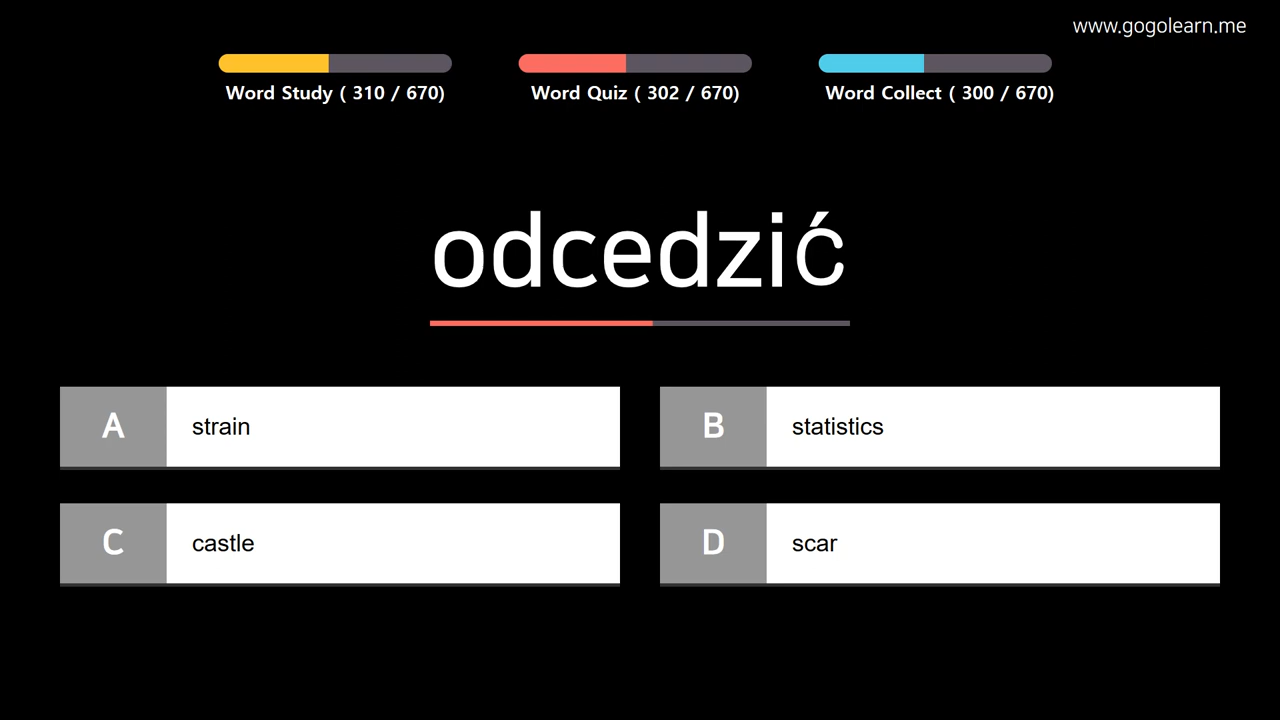 www.gogolearn.me
Word Study ( 310 / 670)
Word Quiz ( 302 / 670)
Word Collect ( 300 / 670)
odcedzić
A strain
B statistics
C castle
D scar